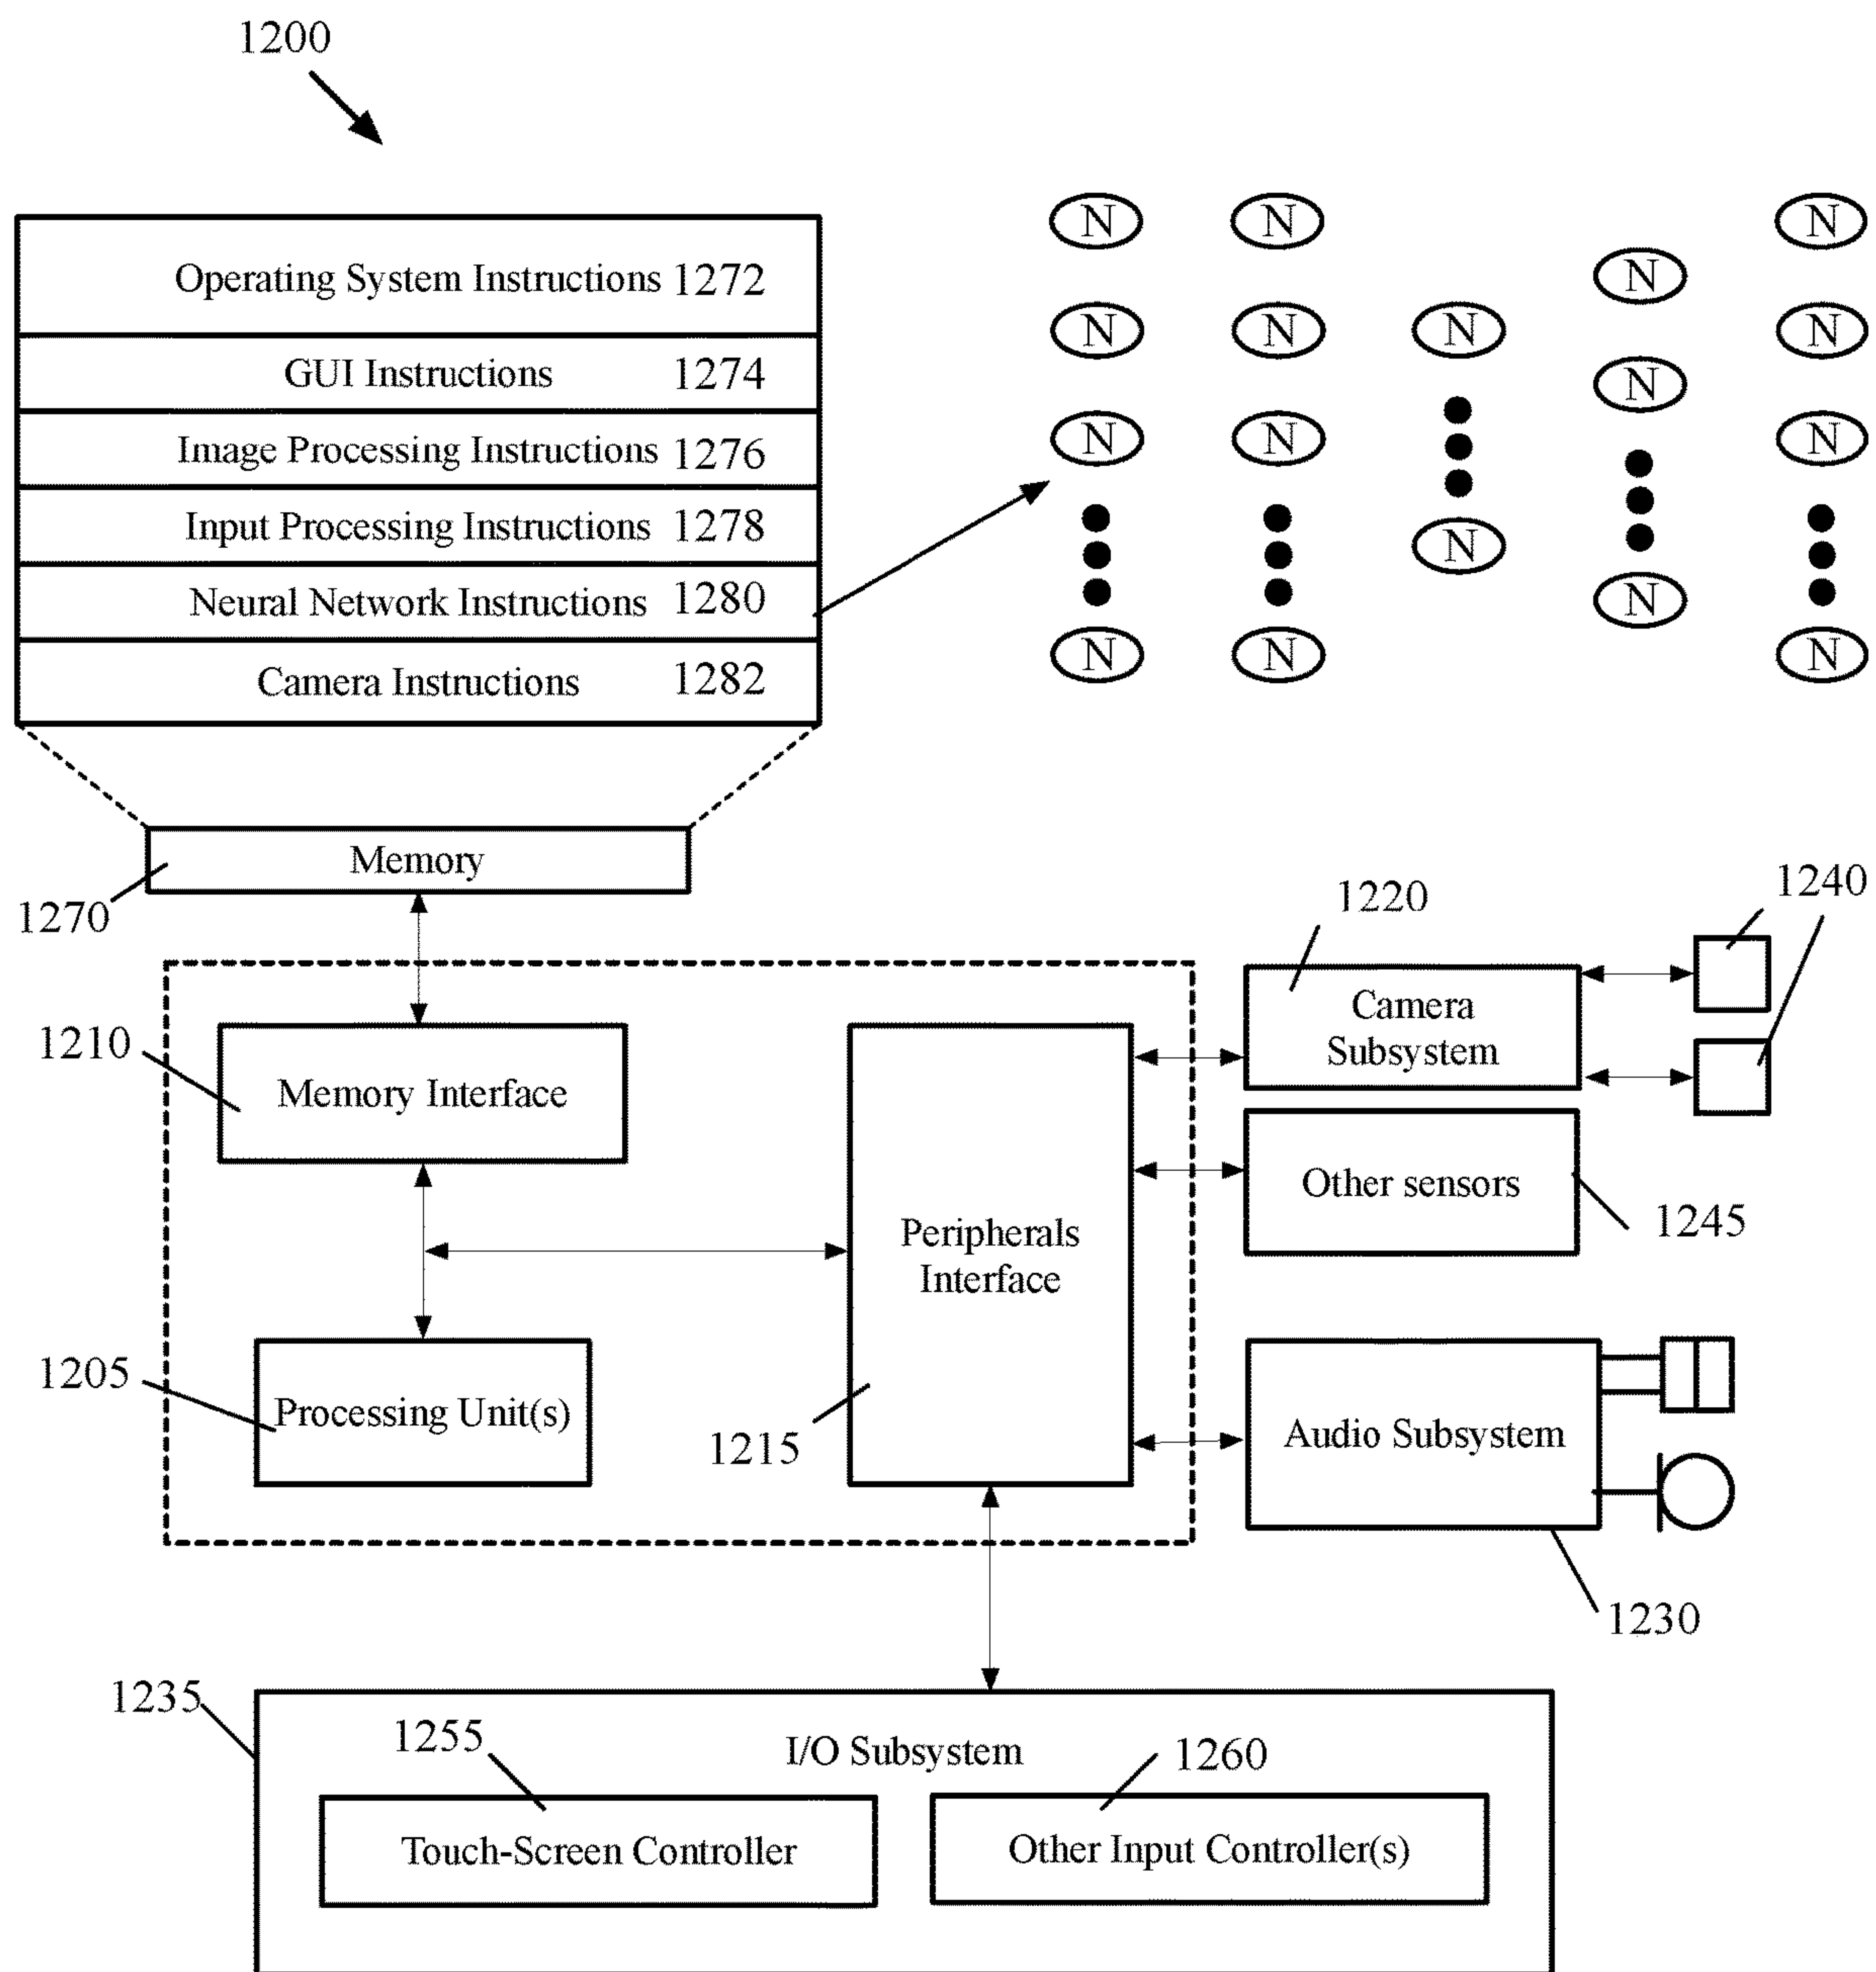 1200
Operating System Instructions 1272
GUI Instructions 1274
Image Processing Instructions 1276
Input Processing Instructions 1278
Neural Network Instructions 1280
Camera Instructions 1282
N N N
N
N N N N
N
N N N
N
N
N N N
Memory
1270
1220
1240
Camera
Subsystem
1210
Memory Interface
Other sensors
1245
Peripherals
Interface
1205
Processing Unit(s)
1215
Audio Subsystem
1230
1235
I/O Subsystem
1255
1260
Touch-Screen Controller
Other Input Controller(s)